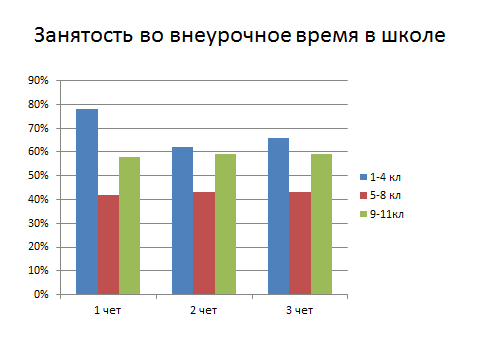 Занятость во внеурочное время в школе
90%
80%
70%
60%
50%
40%
30%
20%
10%
0%
1 чет 2 чет 3 чет
1-4 кл
5-8 кл
9-11кл